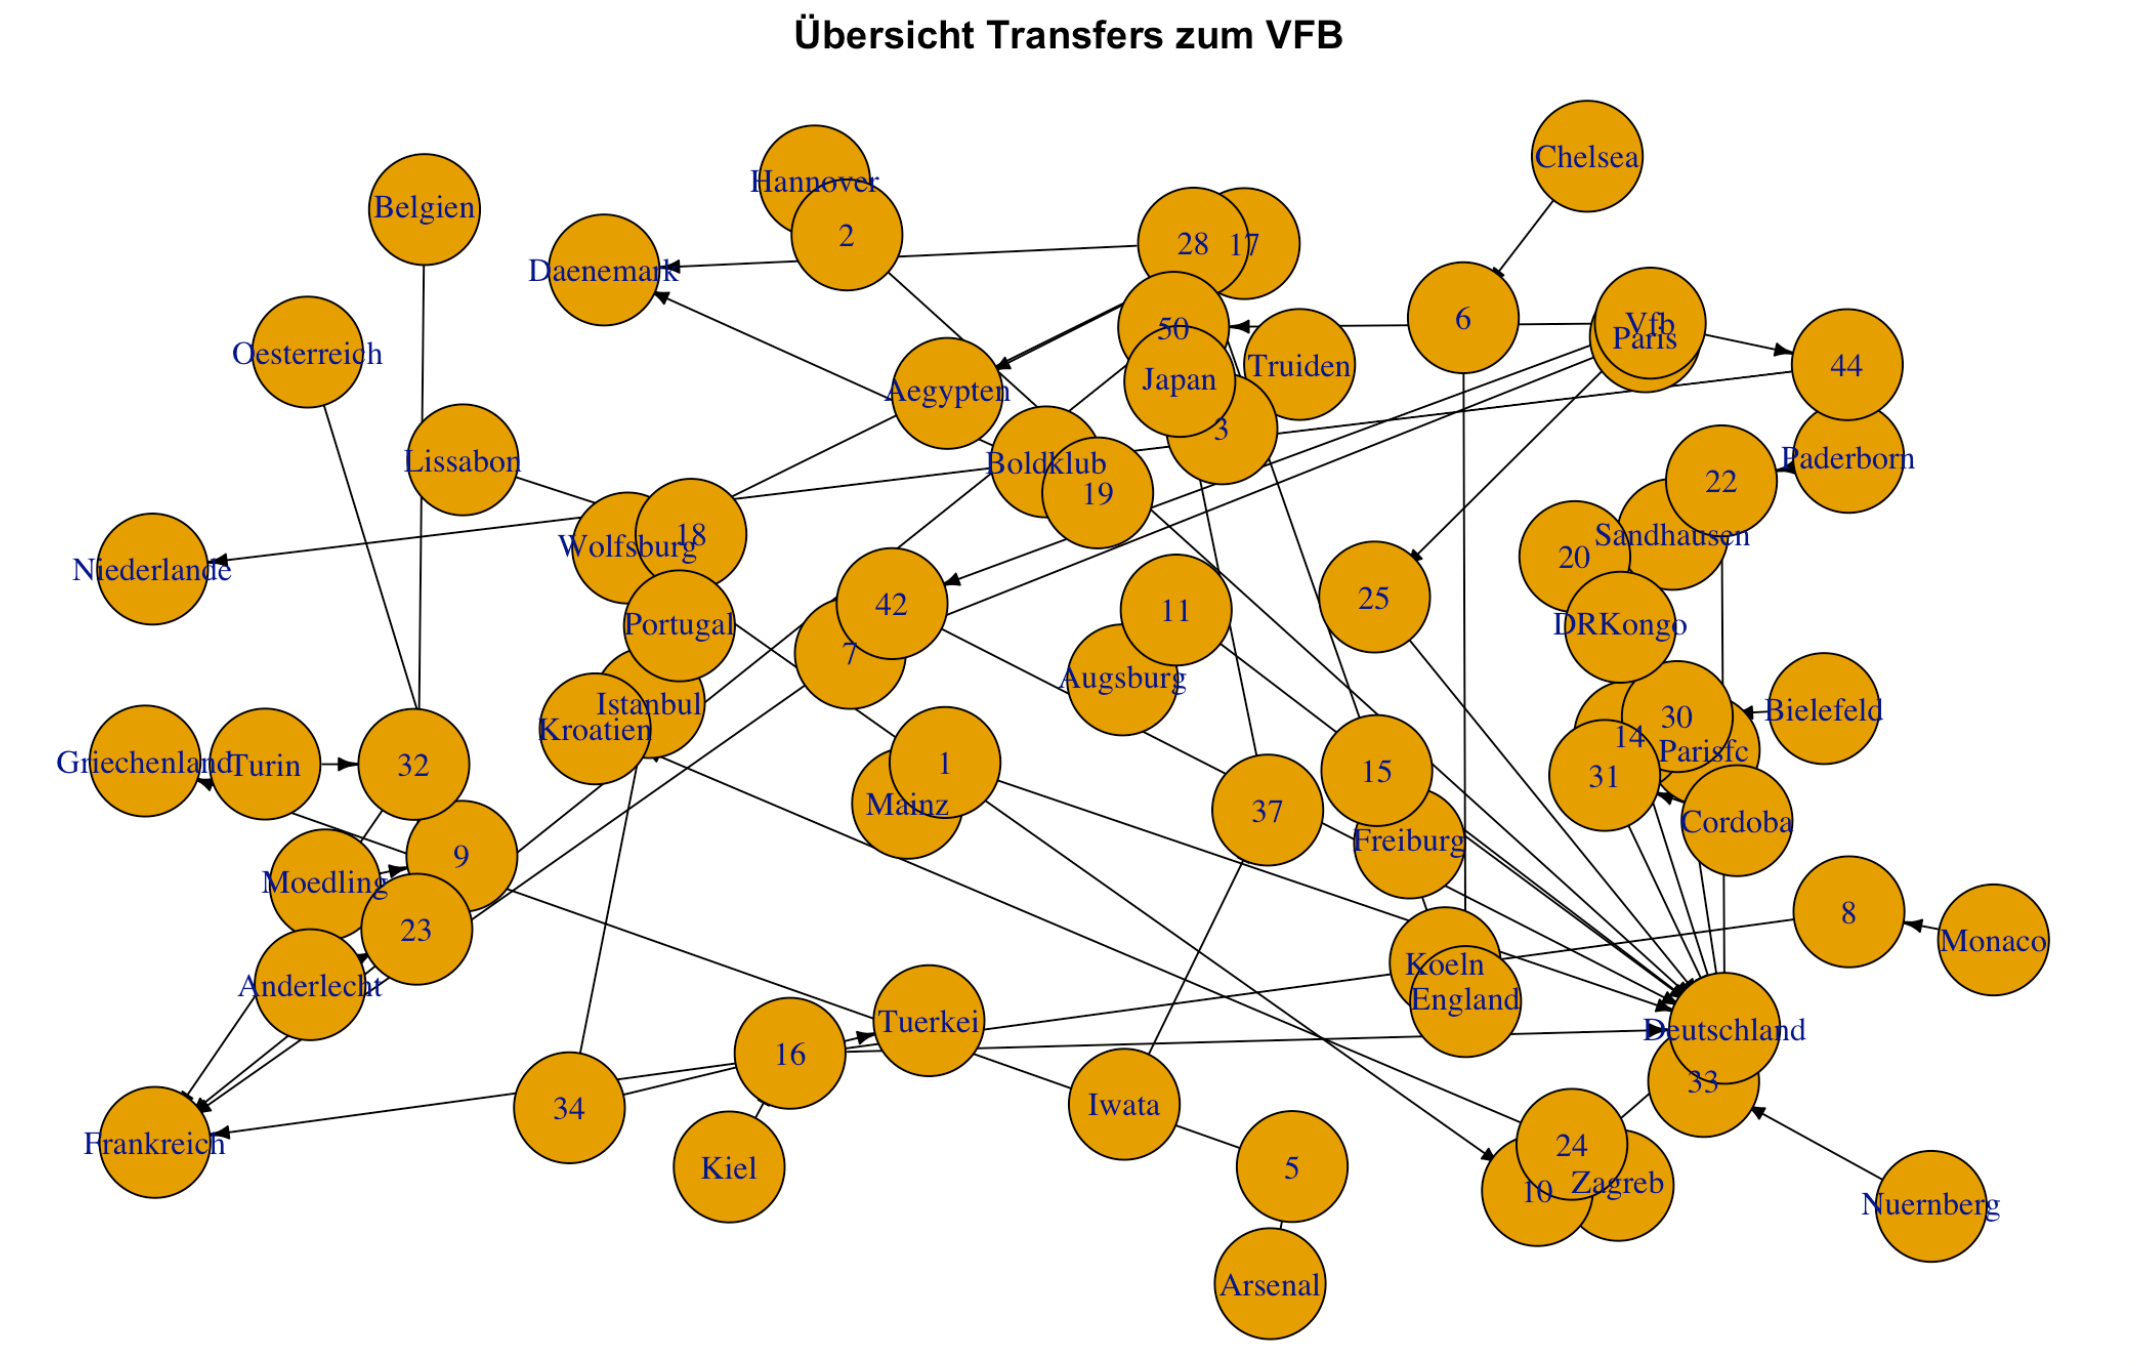 Übersicht Transfers zum VFB
Chelsea
Hannover
Belgien
2
28
17
Daenemark
6
Vfb
50
Paris
Oesterreich
Truiden
44
Japan
Aegypten
3
Lissabon
Boldklub
Paderborn
22
19
18
Sandhausen
Wolfsburg
20
Niederlande
25
42
11
Portugal
DRKongo
7
Augsburg
Istanbul
Bielefeld
30
Kroatien
14
Parisfc
Griechenland
Turin
32
1
15
31
Mainz
37
Cordoba
Freiburg
9
Moedling
8
23
Monaco
Koeln
Anderlecht
England
Tuerkei
Deutschland
16
33
34
Iwata
Frankreich
24
Kiel
5
Zagreb
10
Nuernberg
Arsenal